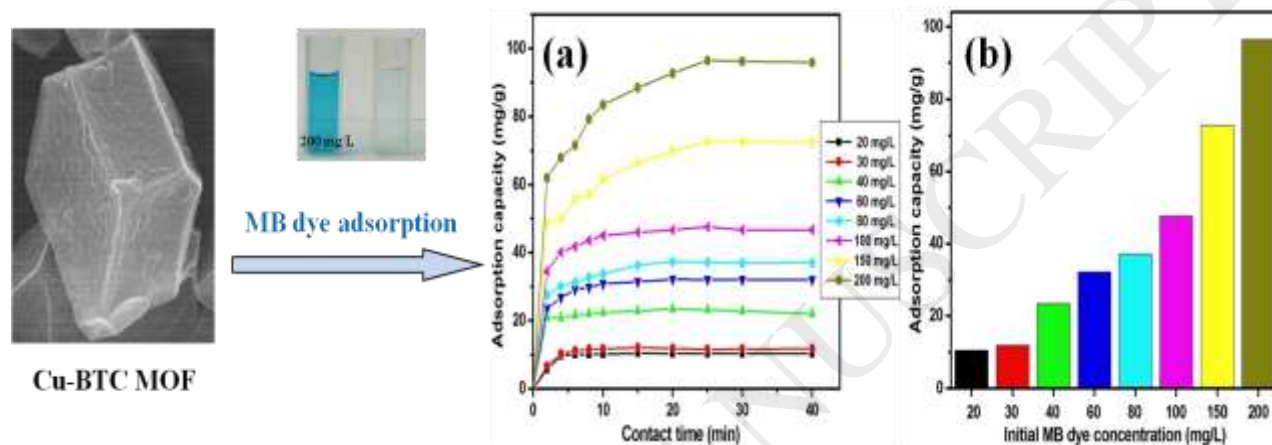 200 mg/L
MB dye adsorption
Cu-BTC MOF
(a)
Adsorption capacity (mg/g)
100
80
60
40
20
0
0 10 20 30 40
Contact time (min)
20 mg/L
30 mg/L
40 mg/L
60 mg/L
80 mg/L
100 mg/L
150 mg/L
200 mg/L
(b)
Adsorption capacity (mg/g)
100
80
60
40
20
0
20 30 40 60 80 100 150 200
Initial MB dye concentration (mg/L)